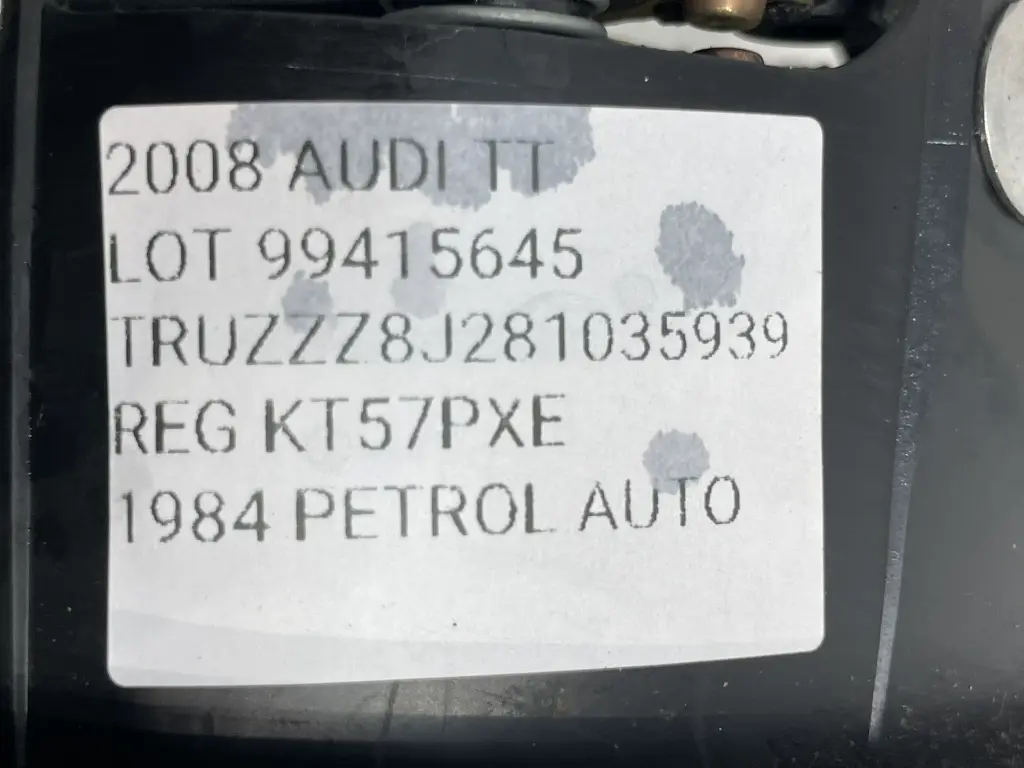 2008 AUDI TT
LOT 99415645
TRUZZZ8J281035939
REG KT57PXE
1984 PETROL AUTO